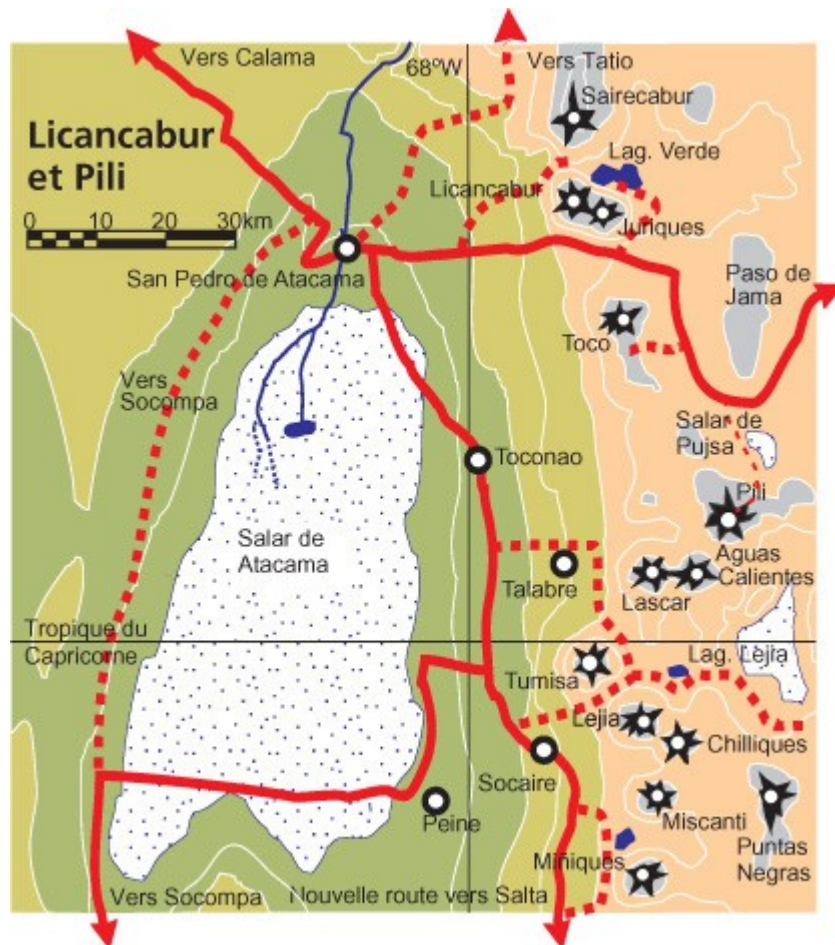 Vers Calama
68ºW
Vers Tatio
Sairecabur
Licancabur
et Pili
Lag. Verde
Licancabur
0 10 20 30km
Juriques
San Pedro de Atacama
Paso de
Jama
Toco
Vers
Socompa
Salar de
Pujsa
Toconao
Pili
Salar de
Atacama
Aguas
Calientes
Talabre
Lascar
Tropique du
Capricorne
Lag. Lejia
Tumisa
Lejia
Chilliques
Socaire
Peine
Miscanti
Puntas
Negras
Miñiques
Vers Socompa
Nouvelle route vers Salta